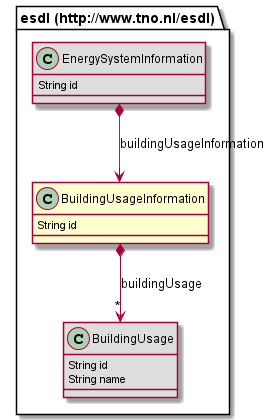 esdl (http://www.tno.nl/esdl)
C EnergySystemInformation
String id
buildingUsageInformation
C BuildingUsageInformation
String id
buildingUsage
*
C BuildingUsage
String id
String name